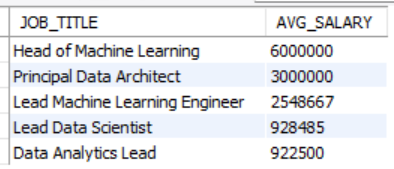 JOB_TITLE AVG_SALARY
Head of Machine Learning 6000000
Principal Data Architect 3000000
Lead Machine Learning Engineer 2548667
Lead Data Scientist 928485
Data Analytics Lead 922500